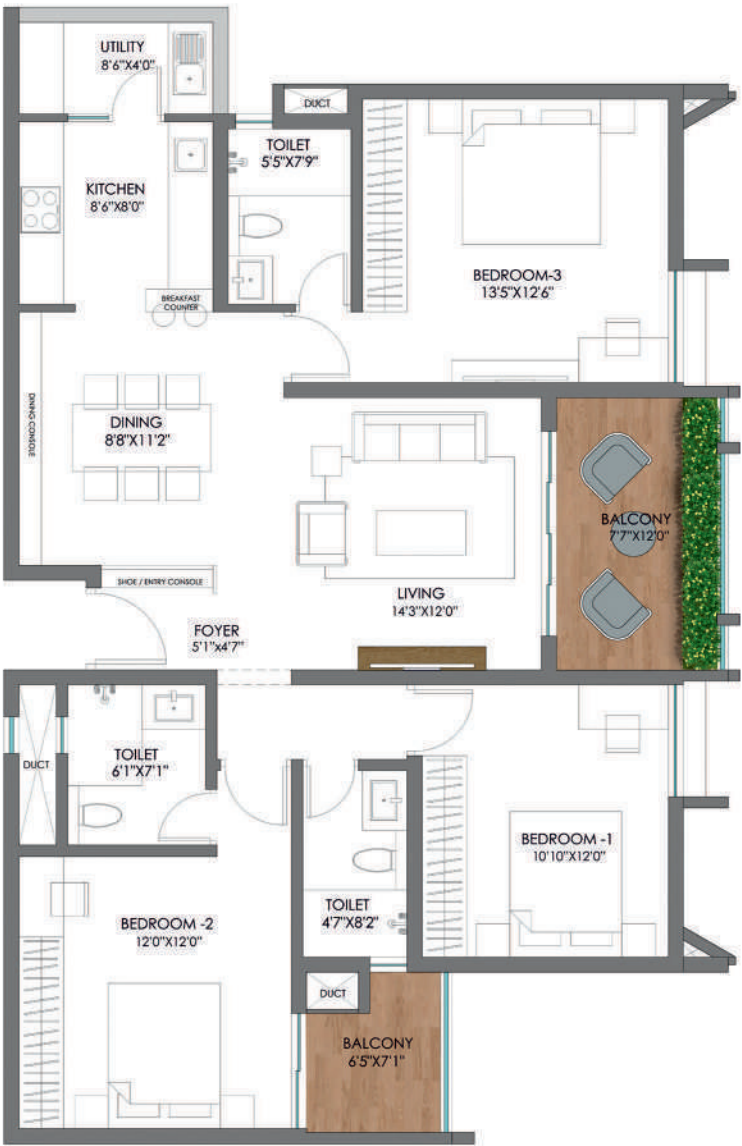 UTILITY
8'6"X4'0"
DUCT
TOILET
5'5"X7'9"
KITCHEN
8'6"X8'0"
BEDROOM-3
13'5"X12'6"
BREAKFAST
COUNTER
DINING CONSOLE
DINING
8'8"X11'2"
BALCONY
7'7"X12'0"
SHOE / ENTRY CONSOLE
LIVING
14'3"X12'0"
FOYER
5'1"x4'7"
DUCT
TOILET
6'1"X7'1"
BEDROOM -1
10'10"X12'0"
TOILET
4'7"X8'2"
BEDROOM -2
12'0"X12'0"
DUCT
BALCONY
6'5"X7'1"